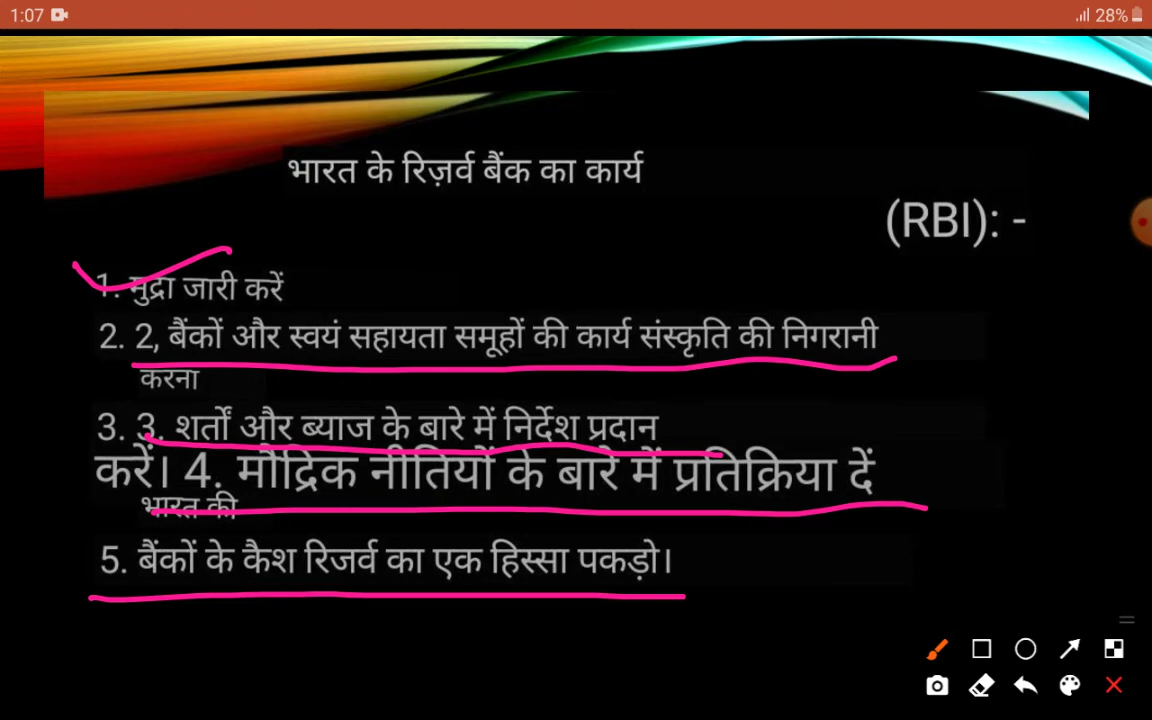 1:07
28%
भारत के रिज़र्व बैंक का कार्य
(RBI): -
1. मुद्रा जारी करें
2. 2, बैंकों और स्वयं सहायता समूहों की कार्य संस्कृति की निगरानी
करना
3. 3. शर्तों और ब्याज के बारे में निर्देश प्रदान
करें। 4. मौद्रिक नीतियों के बारे में प्रतिक्रिया दें
भारत की
5. बैंकों के कैश रिजर्व का एक हिस्सा पकड़ो।